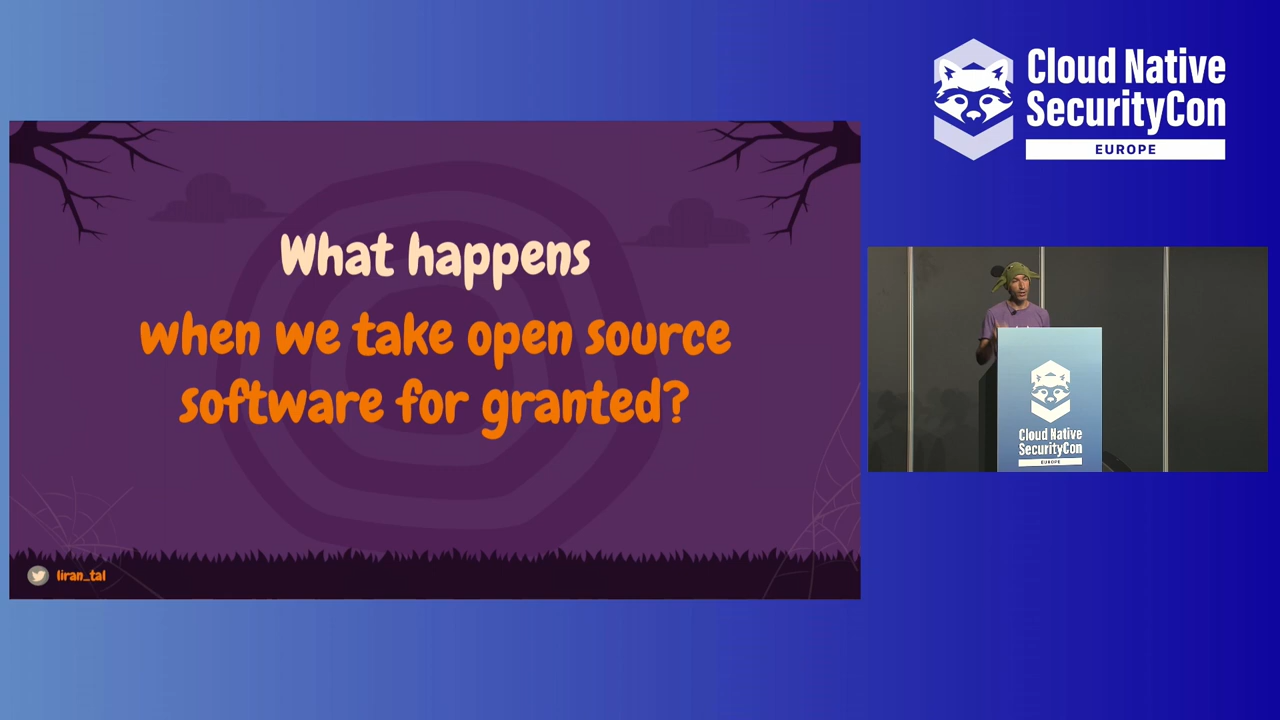 Cloud Native
SecurityCon
EUROPE
What happens
when we take open source
software for granted?
liran_tal
Cloud Native
SecurityCon
EUROPE